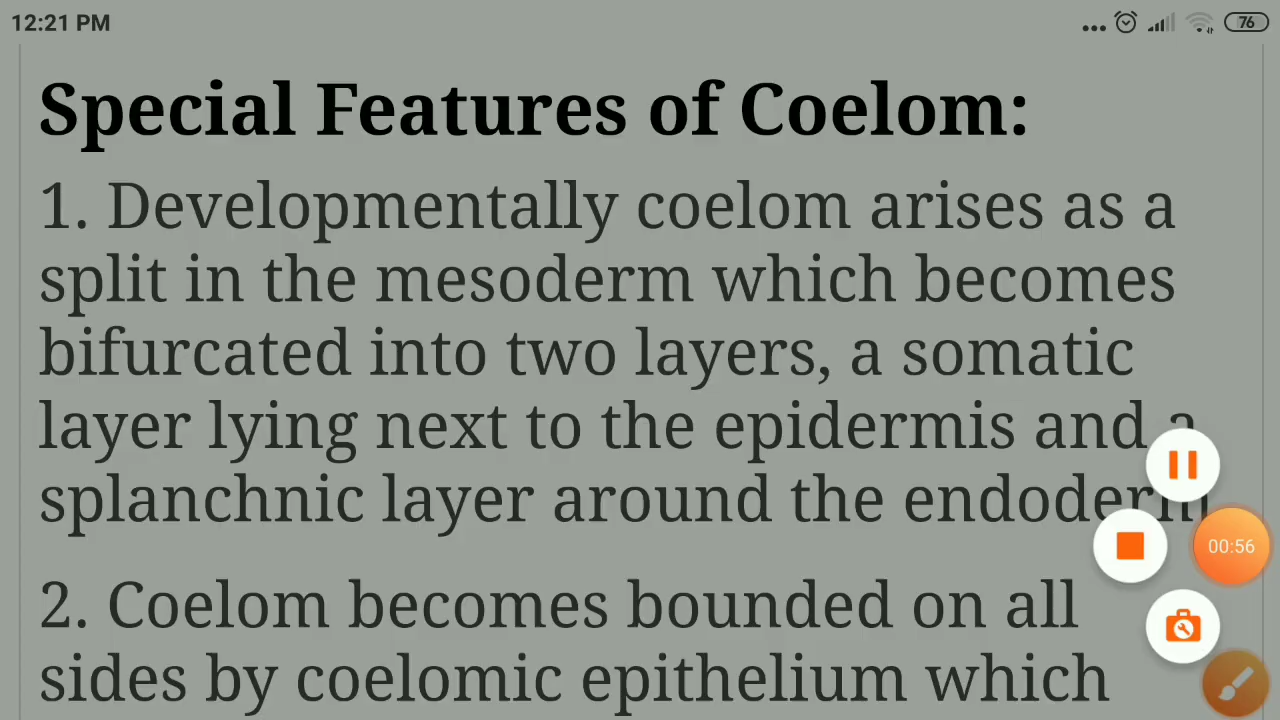 12:21 PM
76
Special Features of Coelom:
1. Developmentally coelom arises as a
split in the mesoderm which becomes
bifurcated into two layers, a somatic
layer lying next to the epidermis and a
splanchnic layer around the endoderm
00:56
2. Coelom becomes bounded on all
sides by coelomic epithelium which